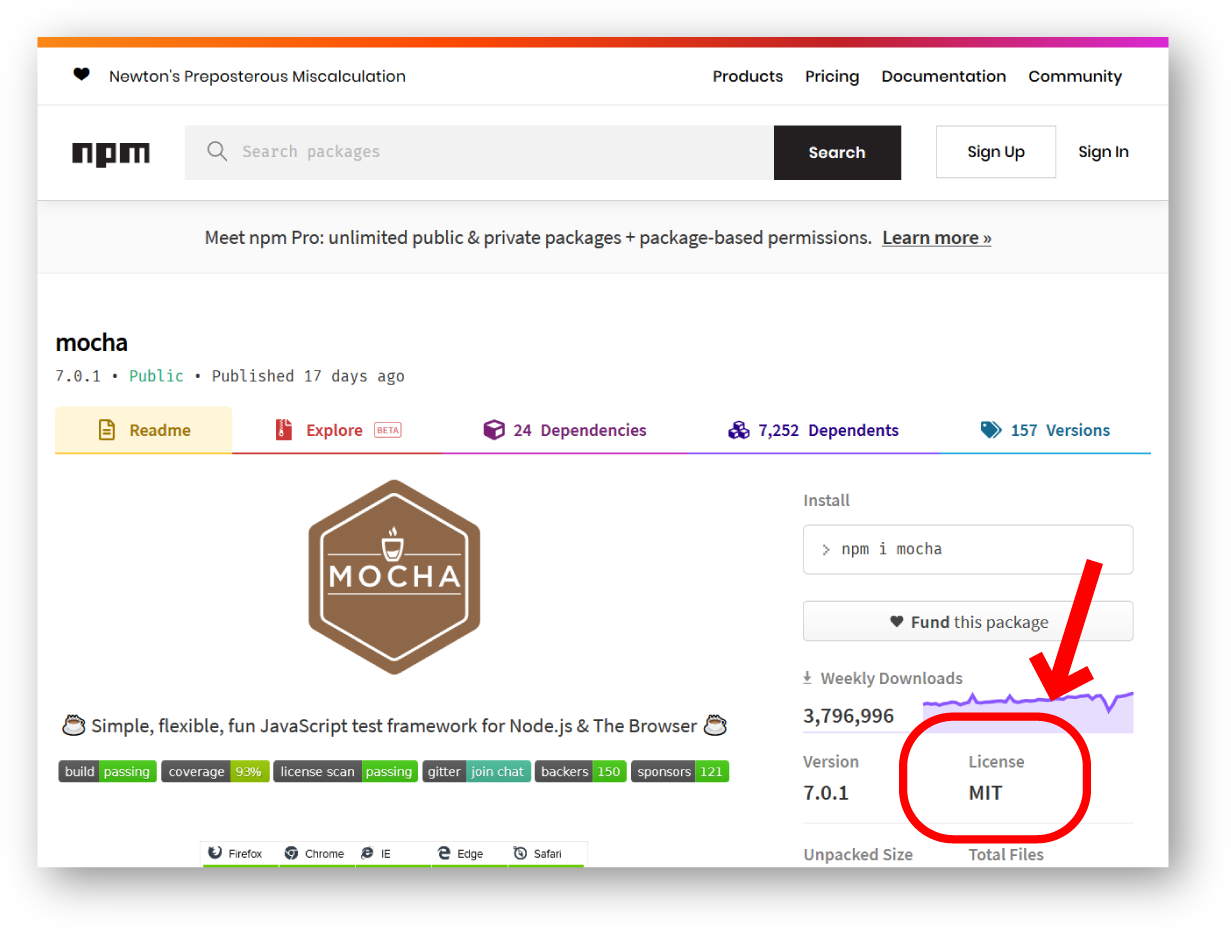 Newton's Preposterous Miscalculation
Products Pricing Documentation Community
npm
Search packages
Search
Sign Up
Sign In
Meet npm Pro: unlimited public & private packages + package-based permissions. Learn more »
mocha
7.0.1 • Public • Published 17 days ago
Readme
Explore BETA
24 Dependencies
7,252 Dependents
157 Versions
MOCHA
Simple, flexible, fun JavaScript test framework for Node.js & The Browser
build passing coverage 93% license scan passing gitter join chat backers 150 sponsors 121
Firefox Chrome IE Edge Safari
Install
> npm i mocha
Fund this package
Weekly Downloads
3,796,996
Version
7.0.1
License
MIT
Unpacked Size
Total Files